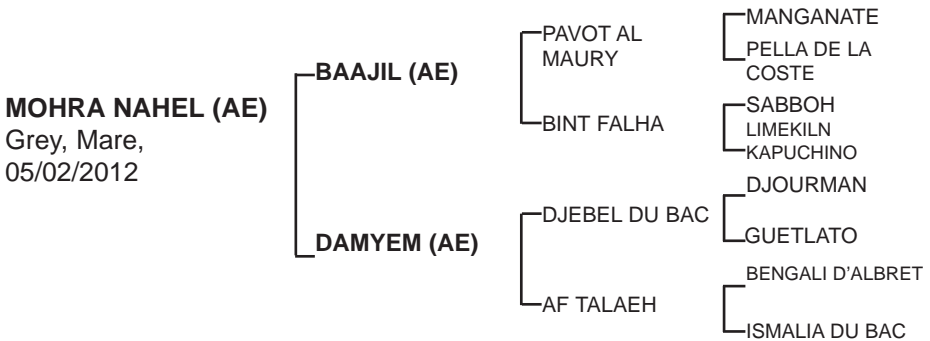 MOHRA NAHEL (AE)
Grey, Mare,
05/02/2012
BAAJIL (AE)
DAMYEM (AE)
PAVOT AL
MAURY
BINT FALHA
DJEBEL DU BAC
AF TALAEH
MANGANATE
PELLA DE LA
COSTE
SABBOH
LIMEKILN
KAPUCHINO
DJOURMAN
GUETLATO
BENGALI D'ALBRET
ISMALIA DU BAC